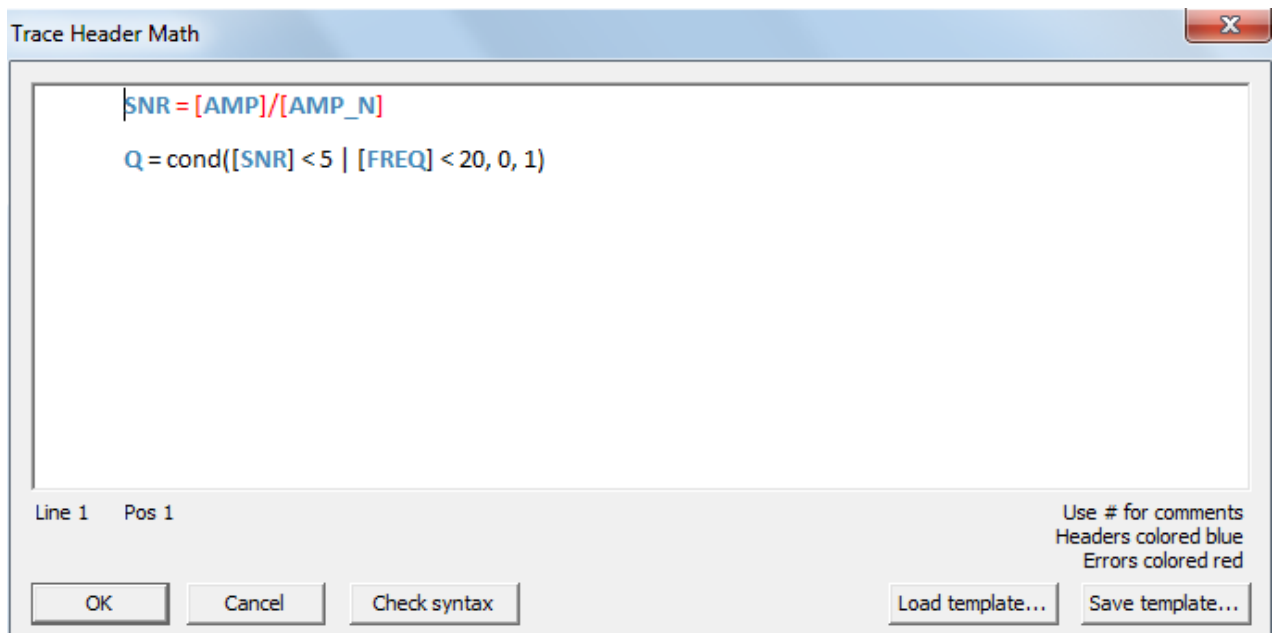 Trace Header Math
SNR = [AMP]/[AMP_N]
Q = cond([SNR] < 5 | [FREQ] < 20, 0, 1)
Line 1 Pos 1
Use # for comments
Headers colored blue
Errors colored red
OK Cancel Check syntax Load template... Save template...